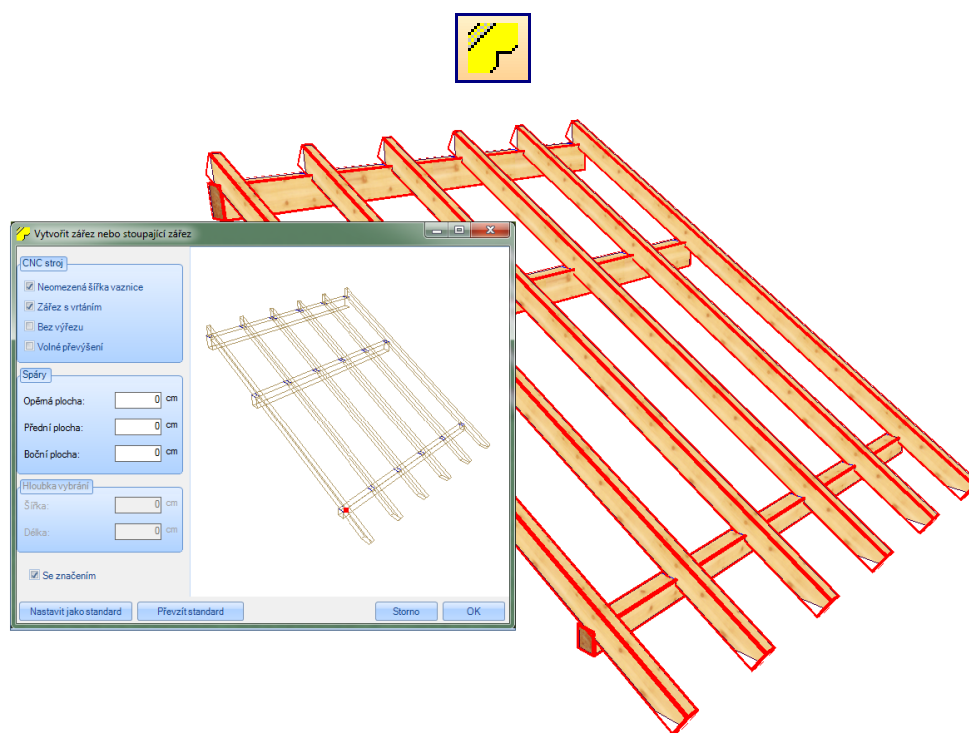 Vytvořit zářez nebo stoupající zářez
CNC stroj
Neomezená šířka vaznice
Zářez s vrtáním
Bez výřezu
Volné převýšení
Spáry
Opěrná plocha: 0 cm
Přední plocha: 0 cm
Boční plocha: 0 cm
Hloubka vybrání
Šířka: 0 cm
Délka: 0 cm
Se značením
Nastavit jako standard Převzít standard Storno OK